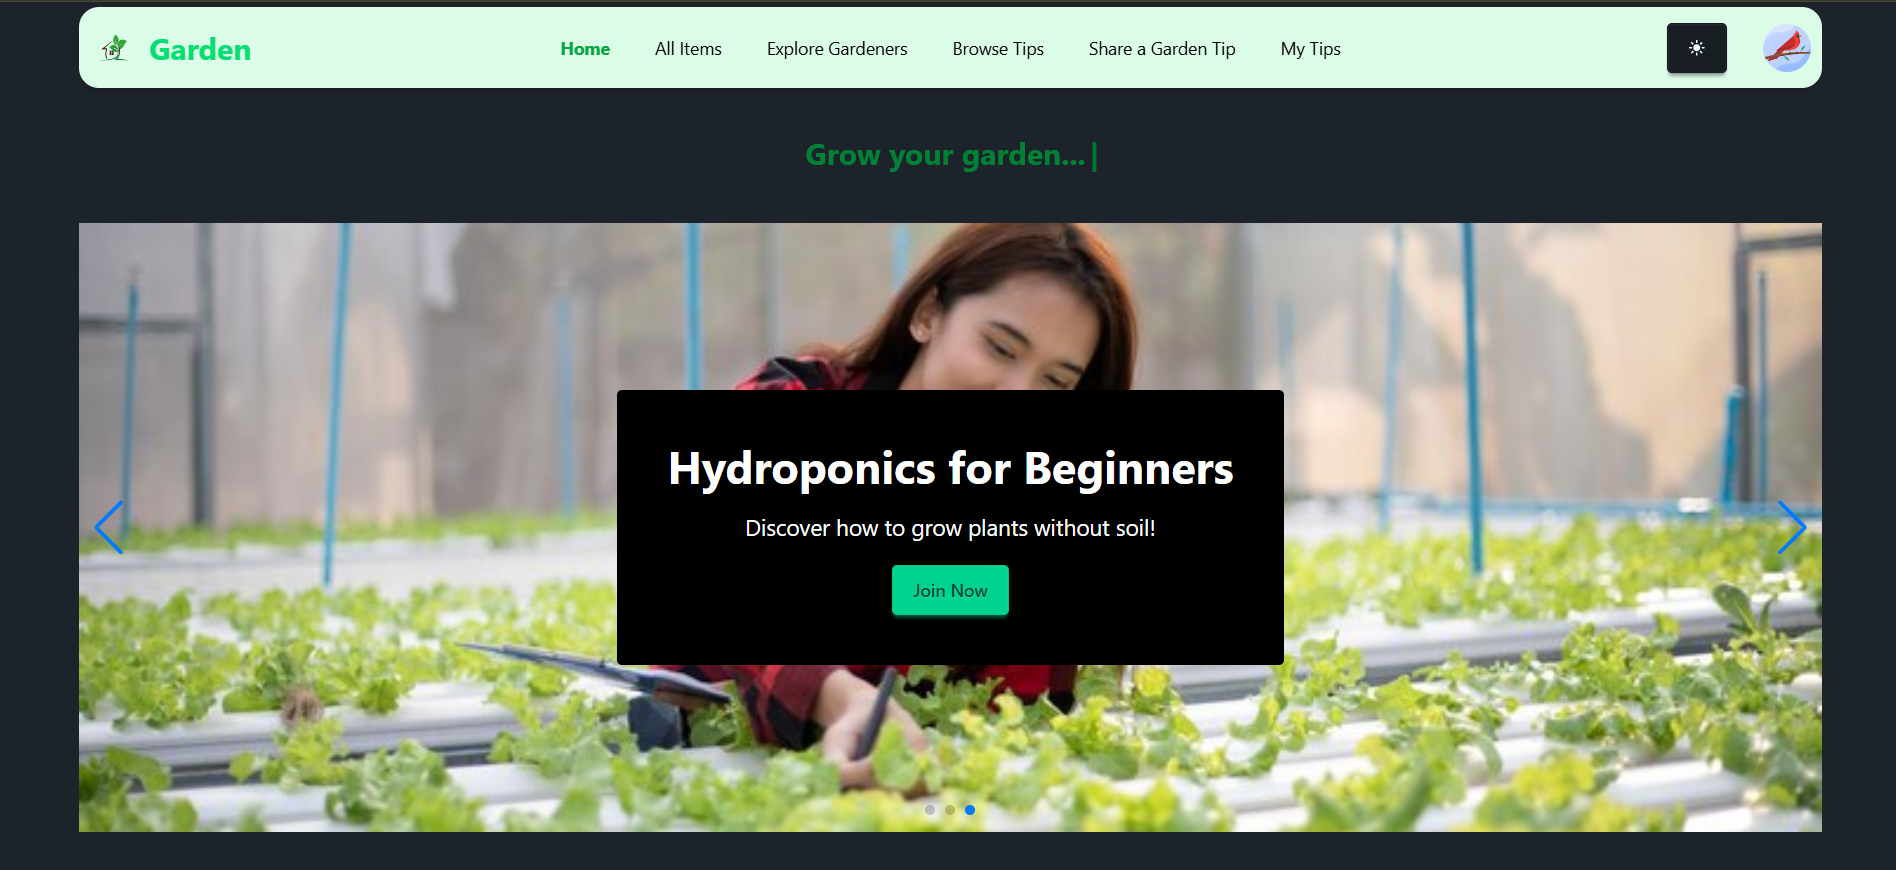 Garden
Home
All Items
Explore Gardeners
Browse Tips
Share a Garden Tip
My Tips
Grow your garden...|
Hydroponics for Beginners
Discover how to grow plants without soil!
Join Now